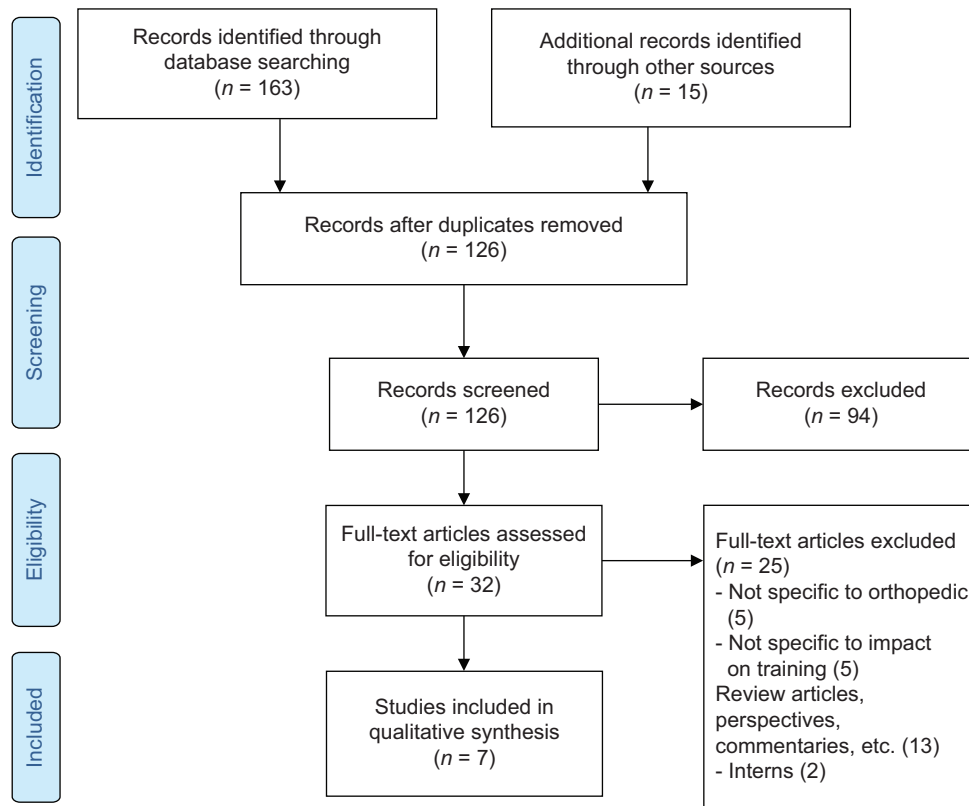 Identification
Records identified through
database searching
(n = 163)
Additional records identified
through other sources
(n = 15)
Records after duplicates removed
(n = 126)
Screening
Records screened
(n = 126)
Records excluded
(n = 94)
Eligibility
Full-text articles assessed
for eligibility
(n = 32)
Full-text articles excluded
(n = 25)
- Not specific to orthopedic
(5)
- Not specific to impact
on training (5)
Review articles,
perspectives,
commentaries, etc. (13)
- Interns (2)
Included
Studies included in
qualitative synthesis
(n = 7)